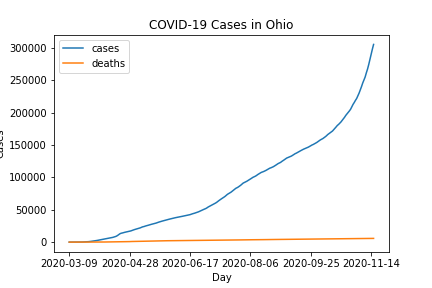 COVID-19 Cases in Ohio
cases
deaths
300000
250000
200000
150000
100000
50000
0
cases
2020-03-09 2020-04-28 2020-06-17 2020-08-06 2020-09-25 2020-11-14
Day